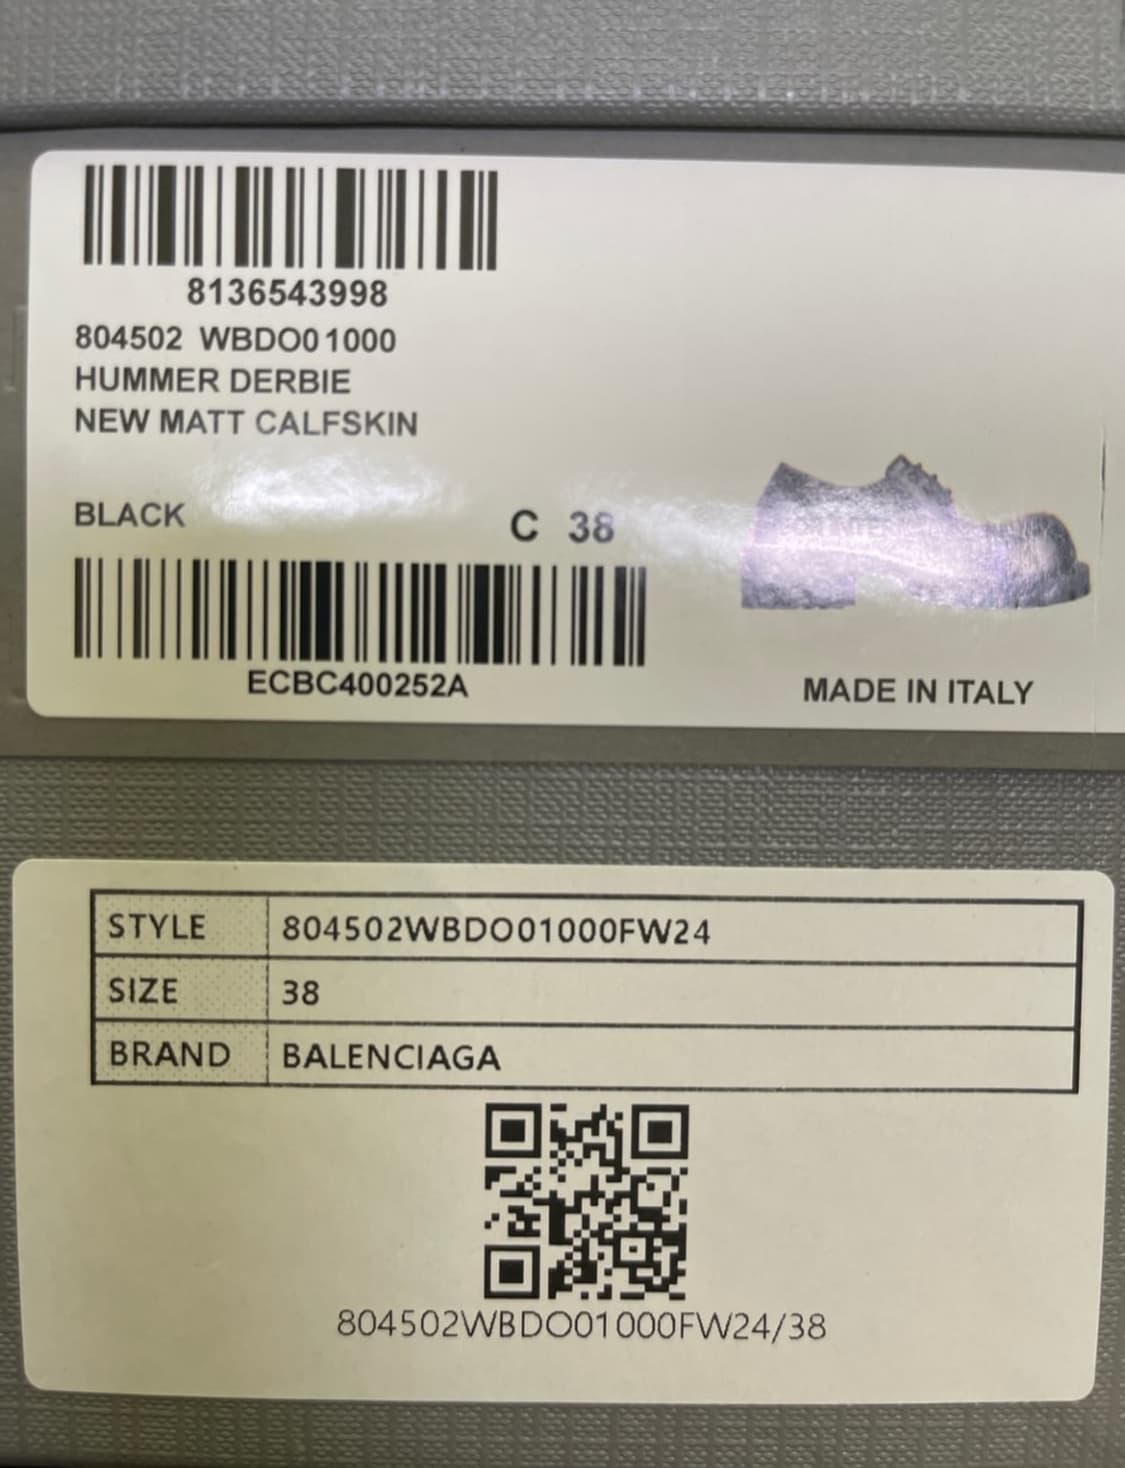 8136543998
804502 WBDO01000
HUMMER DERBIE
NEW MATT CALFSKIN
BLACK
C 38
ECBC400252A
MADE IN ITALY
STYLE 804502WBDO01000FW24
SIZE 38
BRAND BALENCIAGA
804502WBDO01000FW24/38